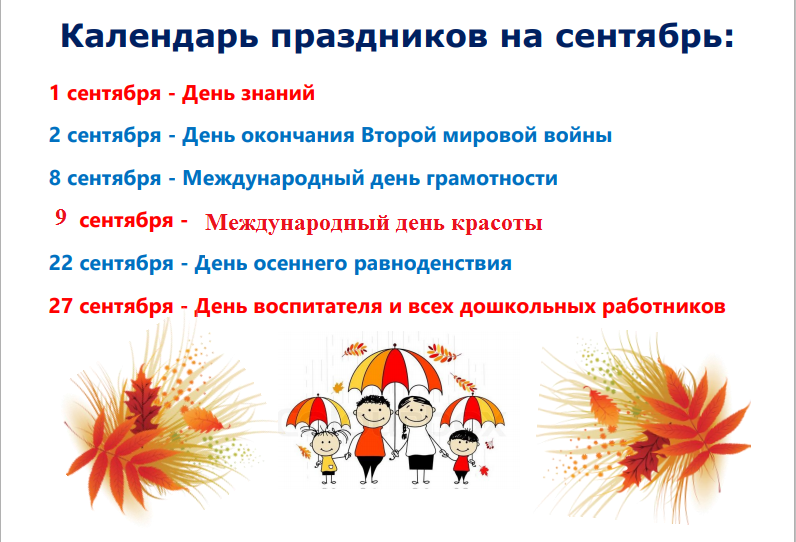 Календарь праздников на сентябрь:
1 сентября - День знаний
2 сентября - День окончания Второй мировой войны
8 сентября - Международный день грамотности
9 сентября - Международный день красоты
22 сентября - День осеннего равноденствия
27 сентября - День воспитателя и всех дошкольных работников